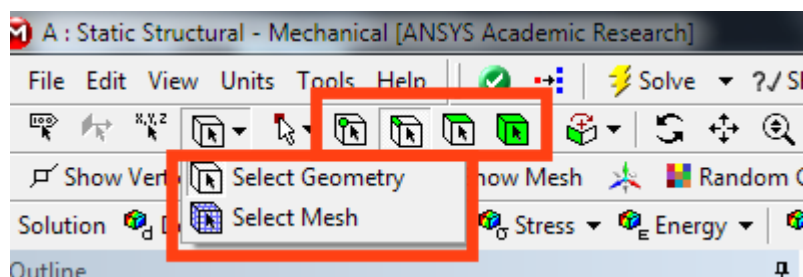 A : Static Structural - Mechanical [ANSYS Academic Research]
File Edit View Units Tools Help Solve ?/
X,Y,Z
Show Select Geometry how Mesh Random
Select Mesh
Solution Stress Energy
Outline